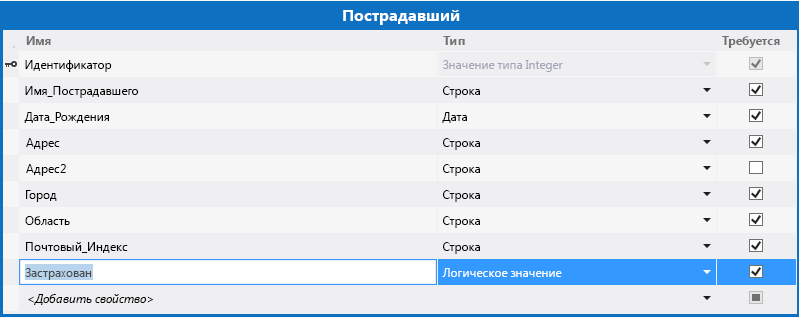 Пострадавший
Имя Тип Требуется
Идентификатор Значение типа Integer
Имя_Пострадавшего Строка
Дата_Рождения Дата
Адрес Строка
Адрес2 Строка
Город Строка
Область Строка
Почтовый_Индекс Строка
Застрахован Логическое значение
<Добавить свойство>